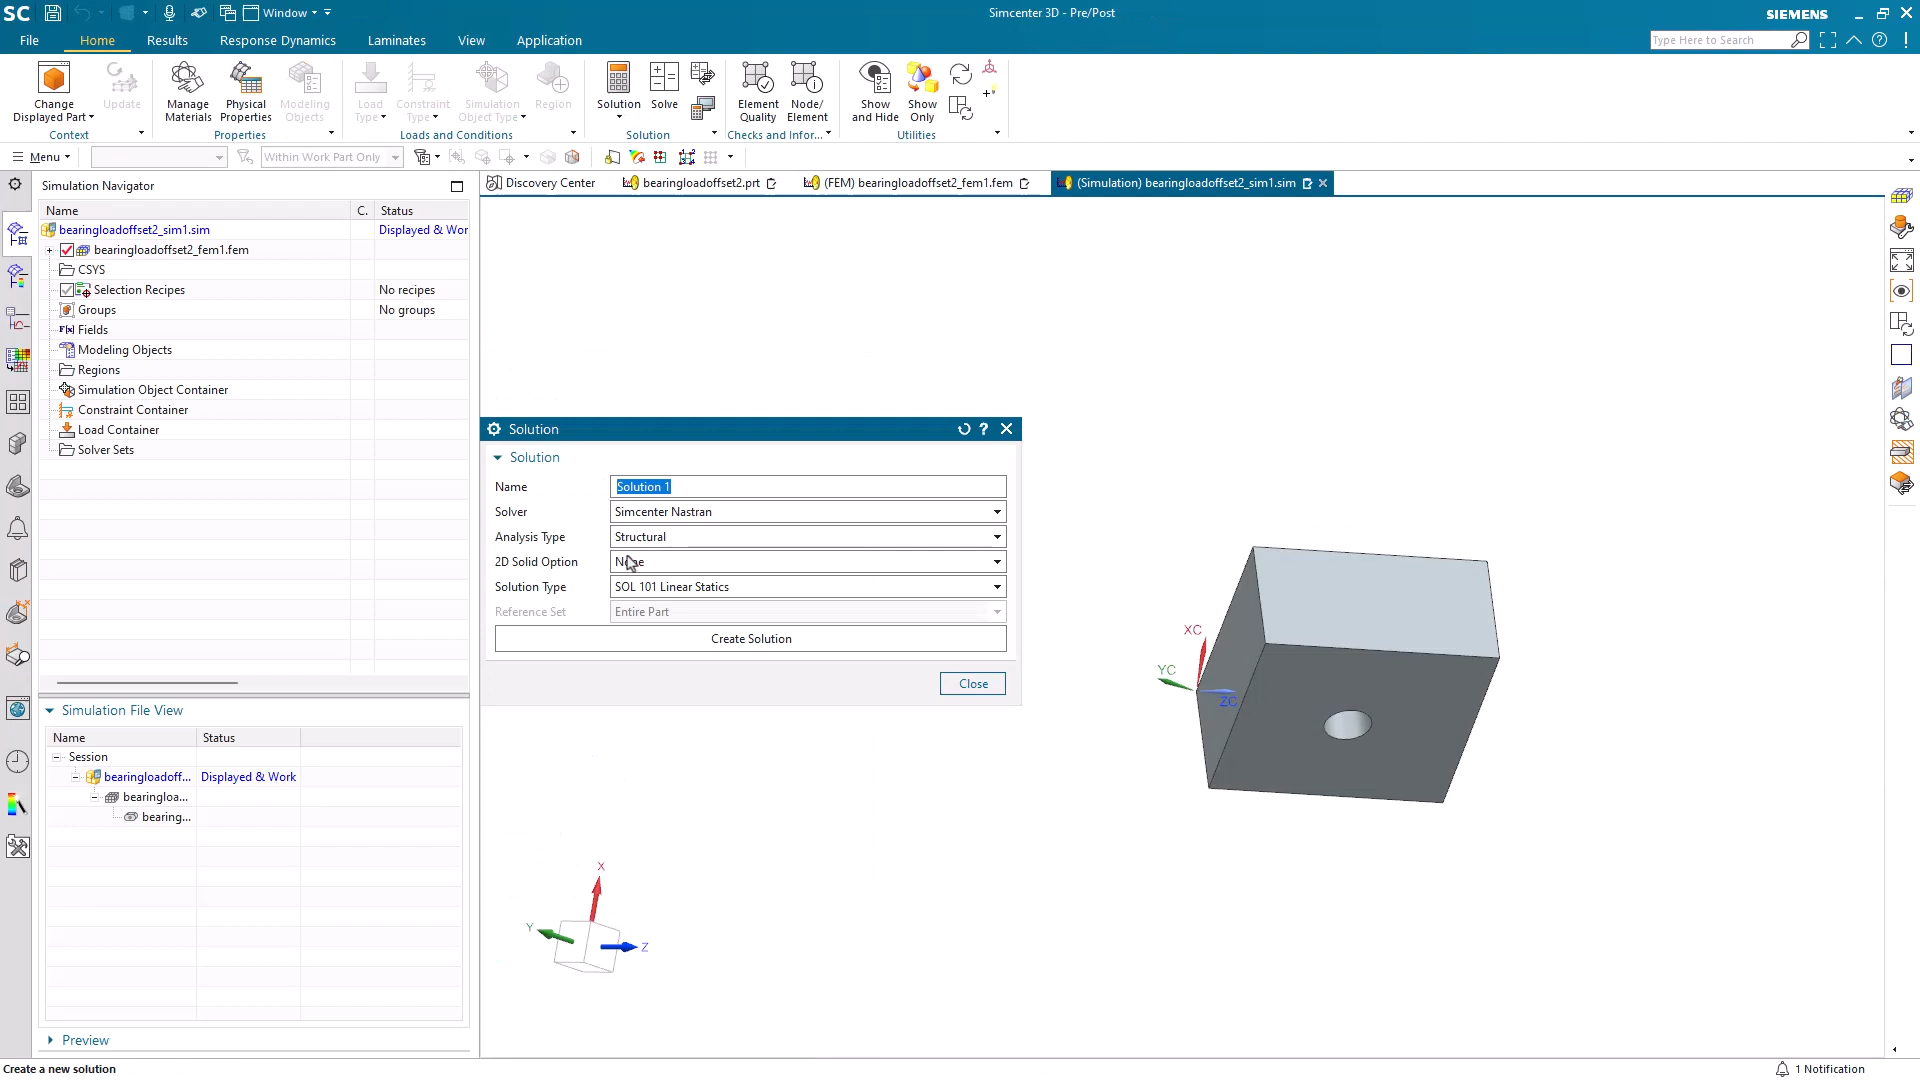 SC Window Simcenter 3D - Pre/Post SIEMENS
File Home Results Response Dynamics Laminates View Application Type Here to Search
Change Displayed Part Update Manage Materials Physical Properties Modeling Objects Load Type Constraint Type Simulation Object Type Region Solution Solve Element Quality Node/ Element Show and Hide Show Only
Context Properties Loads and Conditions Solution Checks and Infor... Utilities
Menu Within Work Part Only
Simulation Navigator
Discovery Center bearingloadoffset2.prt (FEM) bearingloadoffset2_fem1.fem (Simulation) bearingloadoffset2_sim1.sim
Name C. Status
bearingloadoffset2_sim1.sim Displayed & Wor
bearingloadoffset2_fem1.fem
CSYS
Selection Recipes No recipes
Groups No groups
F(x) Fields
Modeling Objects
Regions
Simulation Object Container
Constraint Container
Load Container
Solver Sets
Solution
Solution
Name Solution 1
Solver Simcenter Nastran
Analysis Type Structural
2D Solid Option None
Solution Type SOL 101 Linear Statics
Reference Set Entire Part
Create Solution
Close
XC
YC
ZC
Simulation File View
Name Status
Session
bearingloadoff... Displayed & Work
bearingloa...
bearing...
X
Y
Z
Preview
Create a new solution 1 Notification